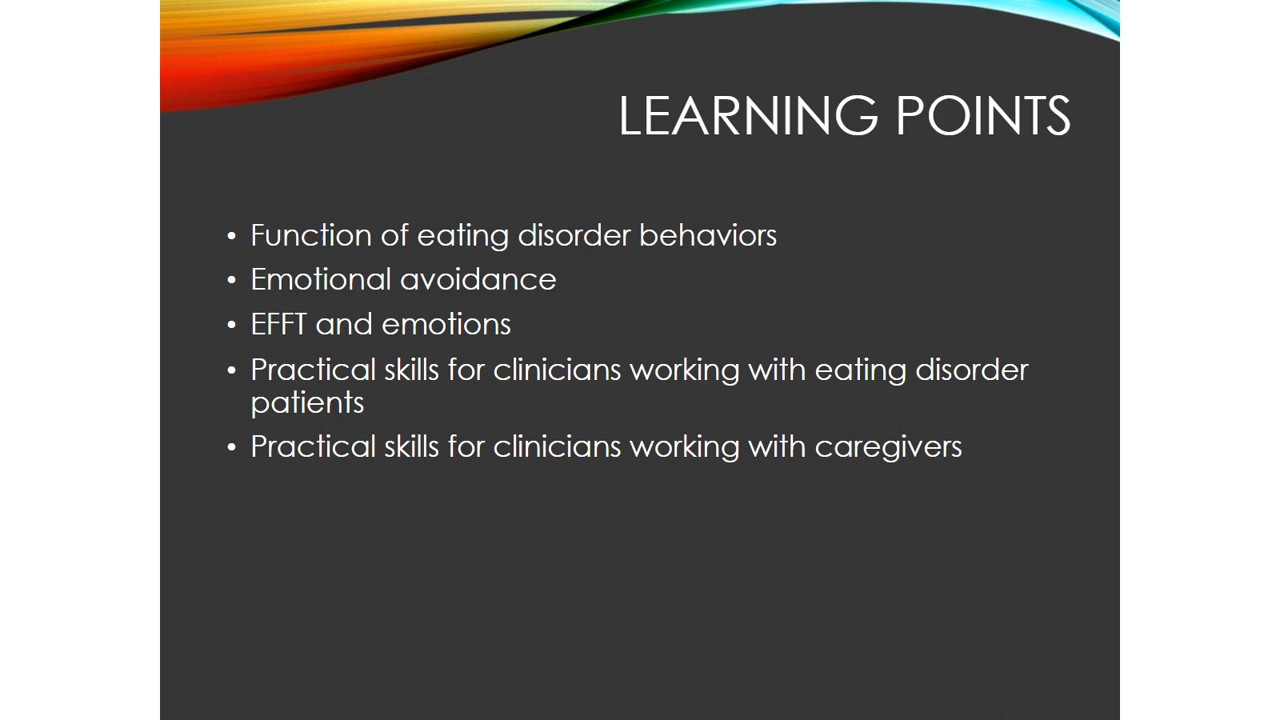 LEARNING POINTS
• Function of eating disorder behaviors
• Emotional avoidance
• EFFT and emotions
• Practical skills for clinicians working with eating disorder
patients
• Practical skills for clinicians working with caregivers